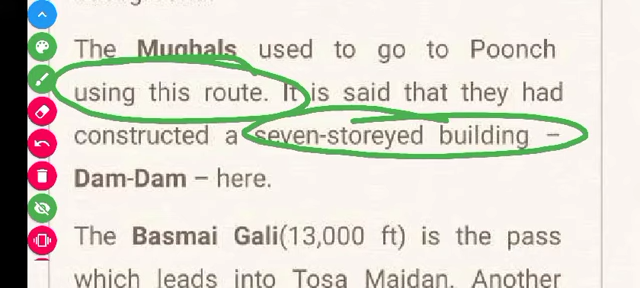 The Mughals used to go to Poonch
using this route. It is said that they had
constructed a seven-storeyed building –
Dam-Dam – here.
The Basmai Gali(13,000 ft) is the pass
which leads into Tosa Maidan. Another